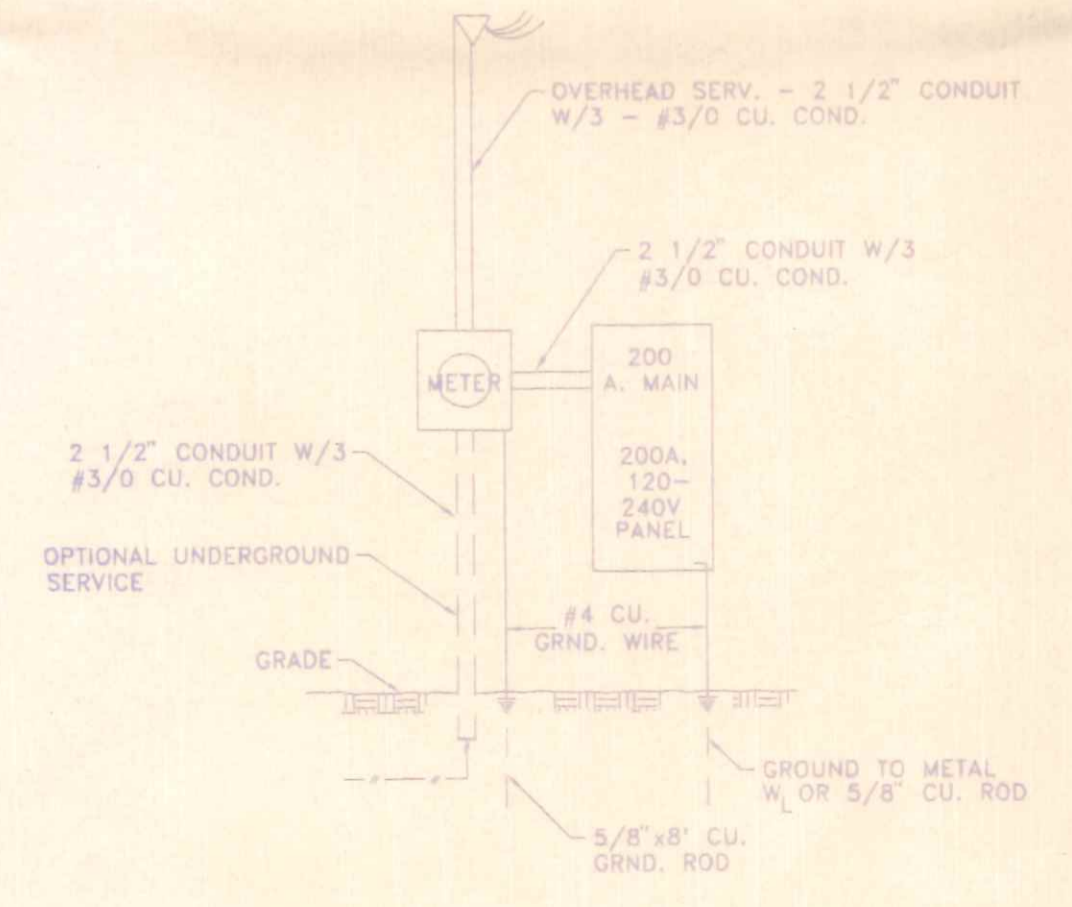 OVERHEAD SERV. - 2 1/2" CONDUIT
W/3 - #3/0 CU. COND.
2 1/2" CONDUIT W/3
#3/0 CU. COND.
200
A. MAIN
METER
200A,
120-
240V
PANEL
2 1/2" CONDUIT W/3
#3/0 CU. COND.
OPTIONAL UNDERGROUND
SERVICE
#4 CU.
GRND. WIRE
GRADE
GROUND TO METAL
WL OR 5/8" CU. ROD
5/8"x8' CU.
GRND. ROD